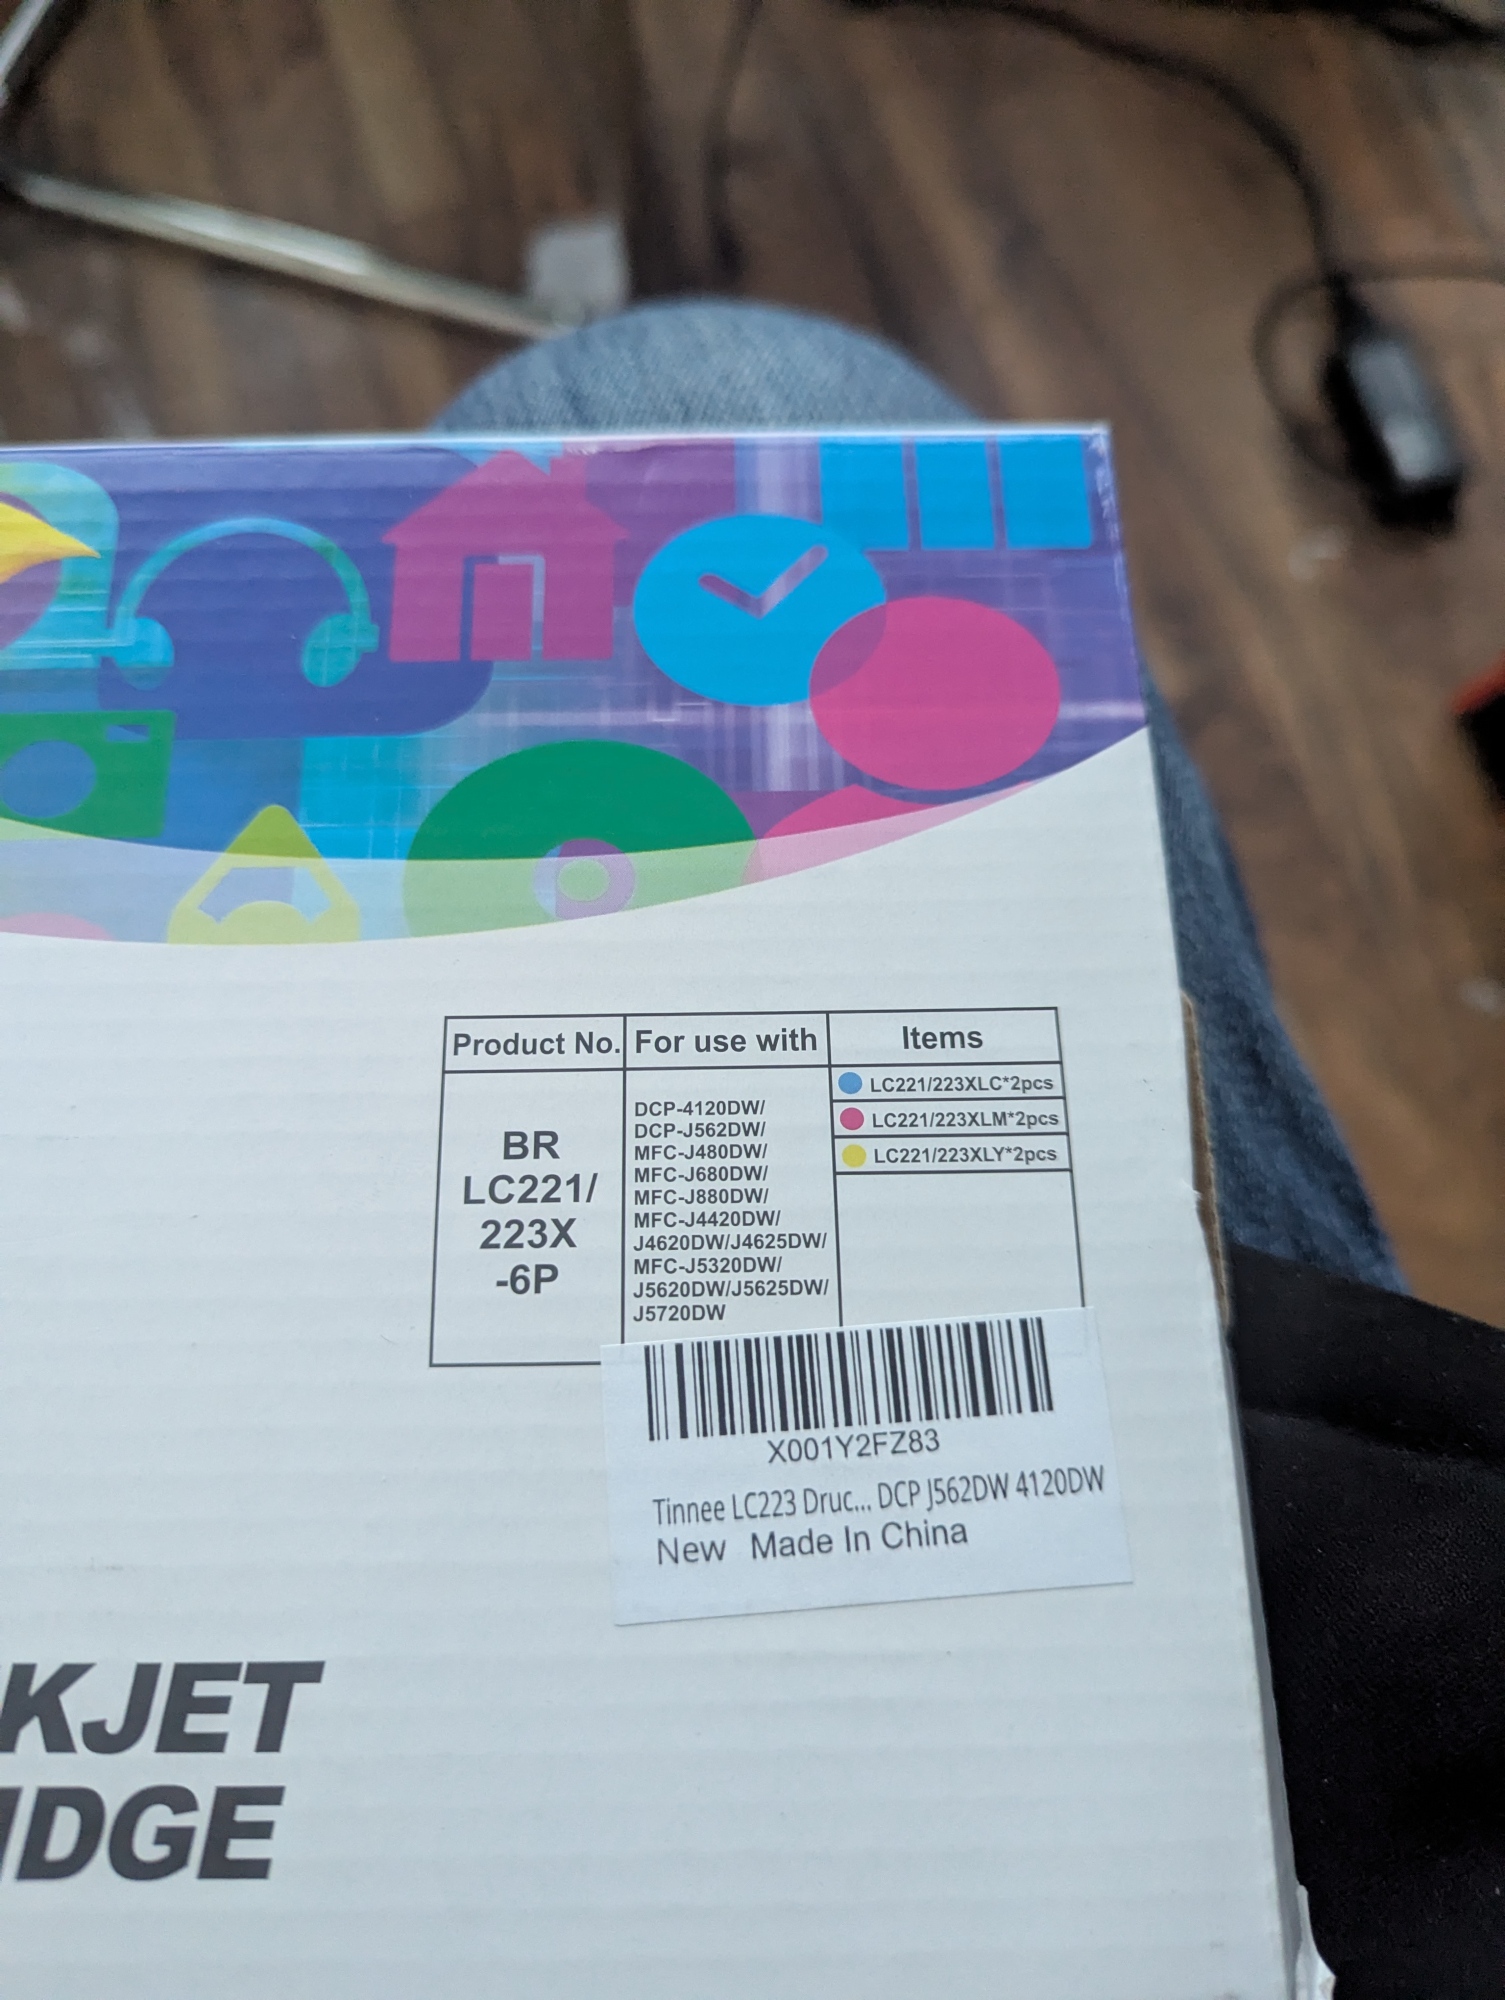 Product No.
For use with
Items
BR
LC221/
223X
-6P
DCP-4120DW/
DCP-J562DW/
MFC-J480DW/
MFC-J680DW/
MFC-J880DW/
MFC-J4420DW/
J4620DW/J4625DW/
MFC-J5320DW/
J5620DW/J5625DW/
J5720DW
LC221/223XLC*2pcs
LC221/223XLM*2pcs
LC221/223XLY*2pcs
X001Y2FZ83
Tinnee LC223 Druc... DCP J562DW 4120DW
New Made In China
KJET
IDGE